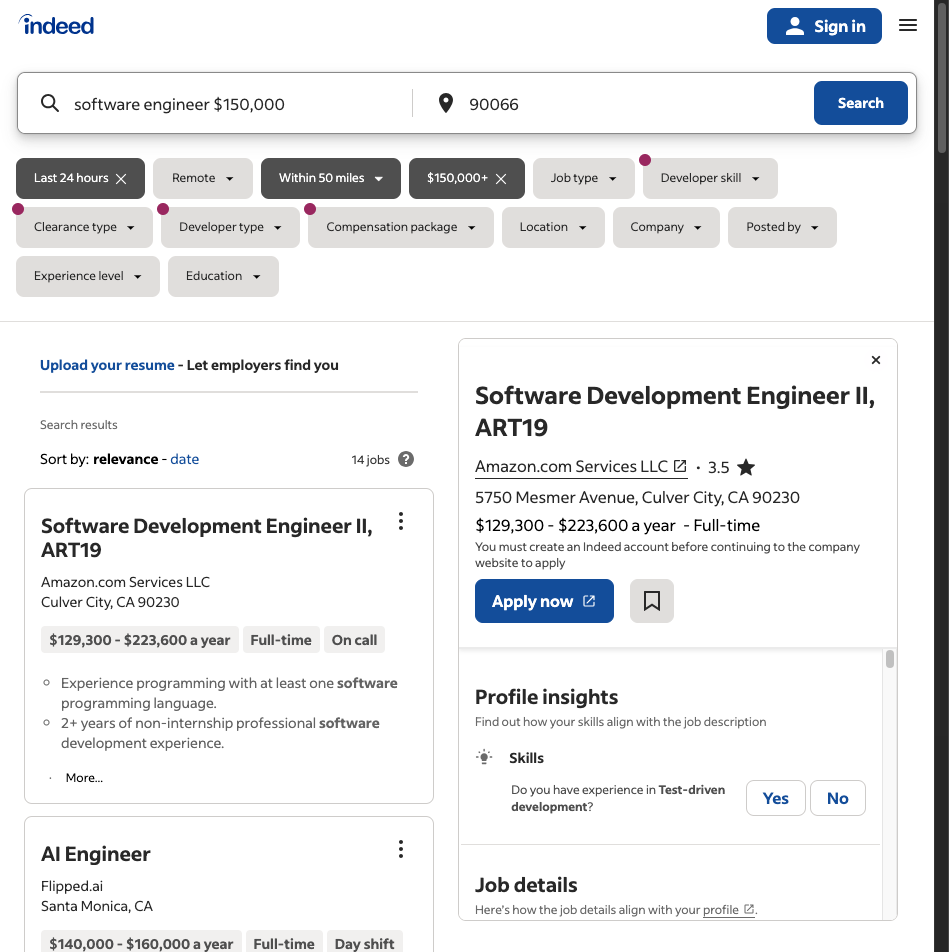 indeed
Sign in
software engineer $150,000
90066
Search
Last 24 hours
Remote
Within 50 miles
$150,000+
Job type
Developer skill
Clearance type
Developer type
Compensation package
Location
Company
Posted by
Experience level
Education
Upload your resume - Let employers find you
Search results
Sort by: relevance - date
14 jobs
Software Development Engineer II,
ART19
Amazon.com Services LLC
Culver City, CA 90230
$129,300 - $223,600 a year
Full-time
On call
Experience programming with at least one software
programming language.
2+ years of non-internship professional software
development experience.
More...
AI Engineer
Flipped.ai
Santa Monica, CA
$140,000 - $160,000 a year
Full-time
Day shift
Software Development Engineer II,
ART19
Amazon.com Services LLC · 3.5
5750 Mesmer Avenue, Culver City, CA 90230
$129,300 - $223,600 a year - Full-time
You must create an Indeed account before continuing to the company
website to apply
Apply now
Profile insights
Find out how your skills align with the job description
Skills
Do you have experience in Test-driven
development?
Yes
No
Job details
Here's how the job details align with your profile.